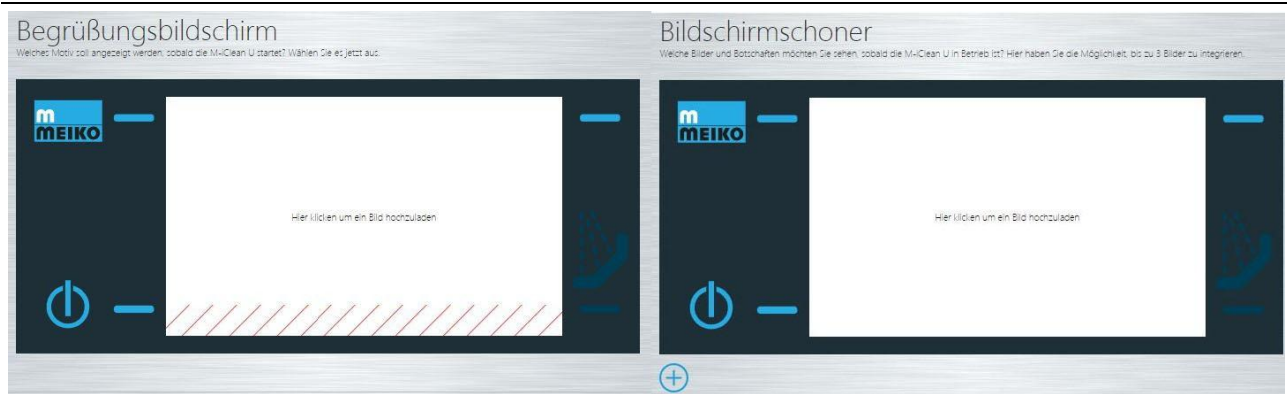 Begrüßungsbildschirm
Welches Motiv soll angezeigt werden, sobald die M-iClean U startet? Wählen Sie es jetzt aus.
m
MEIKO
Hier klicken um ein Bild hochzuladen
Bildschirmschoner
Welche Bilder und Botschaften möchten Sie sehen, sobald die M-iClean U in Betrieb ist? Hier haben Sie die Möglichkeit, bis zu 3 Bilder zu integrieren.
m
MEIKO
Hier klicken um ein Bild hochzuladen